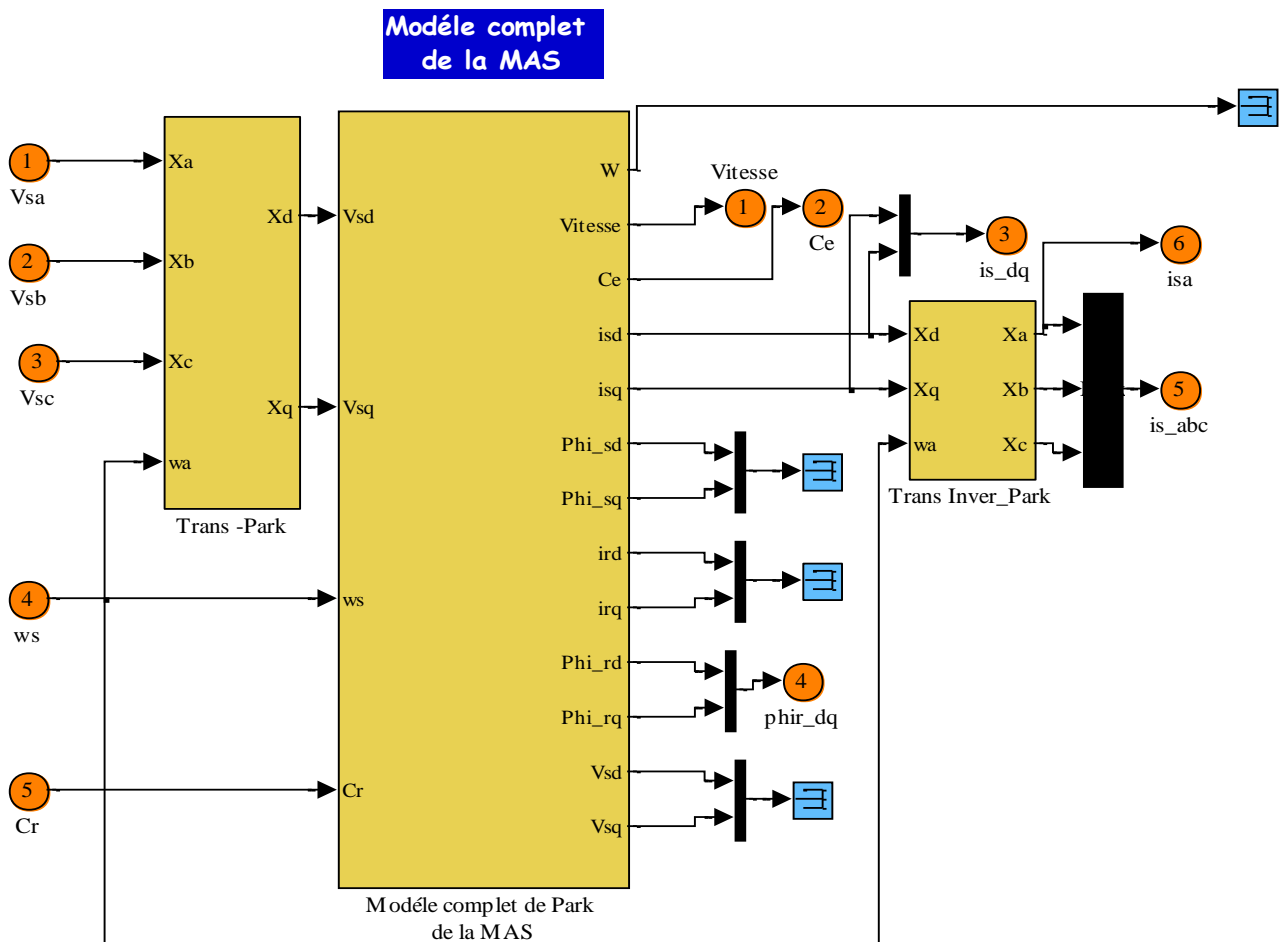 Modéle complet
de la MAS
1
Vsa
2
Vsb
3
Vsc
4
ws
5
Cr
Xa
Xb
Xc
wa
Xd
Xq
Trans -Park
Vsd
Vsq
ws
Cr
W
Vitesse
Ce
isd
isq
Phi_sd
Phi_sq
ird
irq
Phi_rd
Phi_rq
Vsd
Vsq
Modéle complet de Park
de la MAS
Vitesse
1
2
Ce
3
is_dq
4
phir_dq
Xd
Xq
wa
Xa
Xb
Xc
Trans Inver_Park
6
isa
5
is_abc